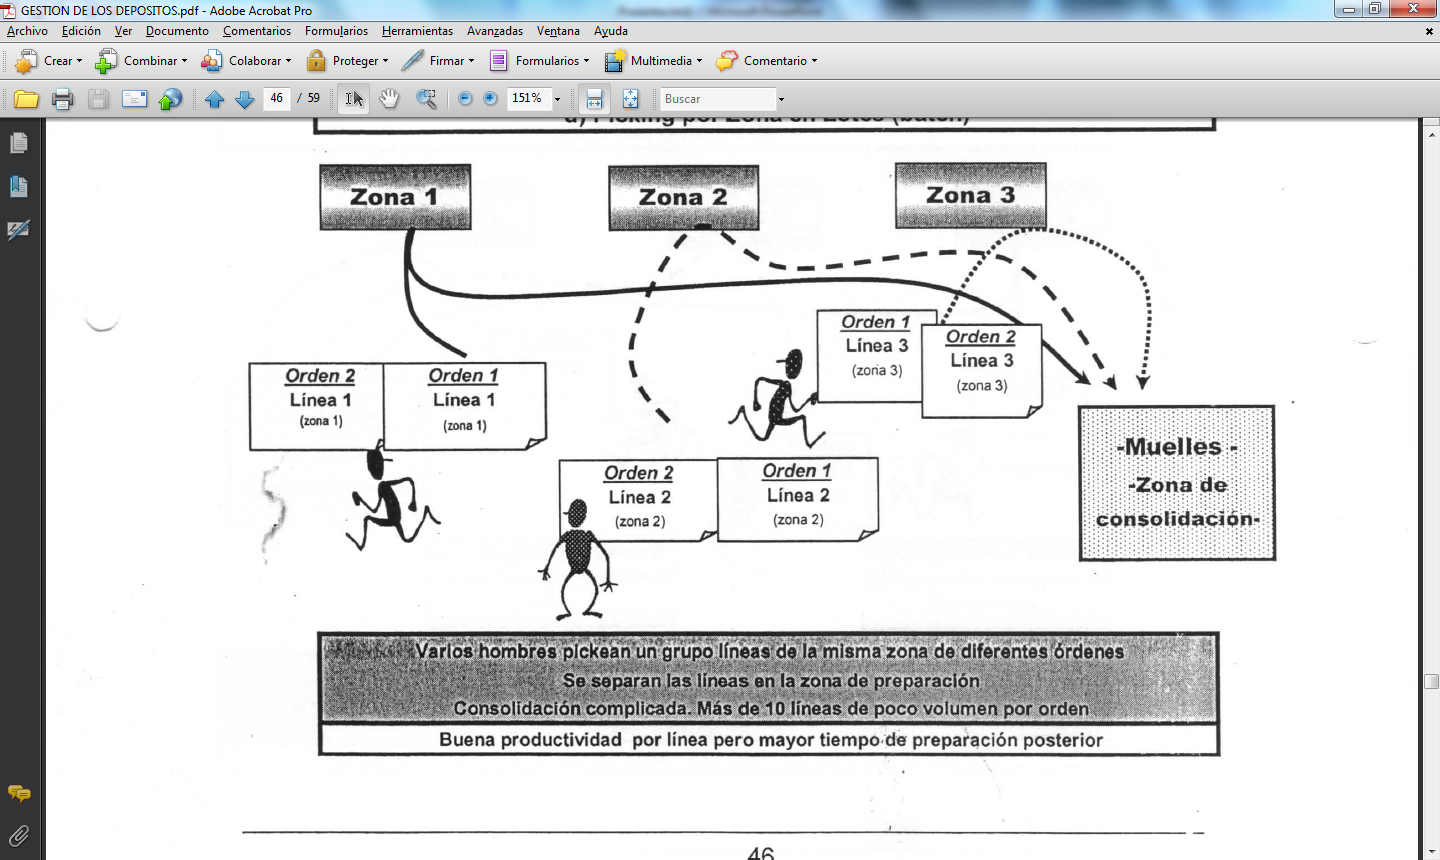 GESTION DE LOS DEPOSITOS.pdf - Adobe Acrobat Pro
Archivo Edición Ver Documento Comentarios Formularios Herramientas Avanzadas Ventana Ayuda
Crear Combinar Colaborar Proteger Firmar Formularios Multimedia Comentario
46 / 59 151% Buscar
d) Picking por Zona en Lotes (batch)
Zona 1 Zona 2 Zona 3
Orden 1
Línea 3
(zona 3)
Orden 2
Línea 3
(zona 3)
Orden 2
Línea 1
(zona 1)
Orden 1
Línea 1
(zona 1)
Orden 2
Línea 2
(zona 2)
Orden 1
Línea 2
(zona 2)
-Muelles -
-Zona de
consolidación-
Varios hombres pickean un grupo líneas de la misma zona de diferentes órdenes
Se separan las líneas en la zona de preparación
Consolidación complicada. Más de 10 líneas de poco volumen por orden
Buena productividad por línea pero mayor tiempo de preparación posterior
46